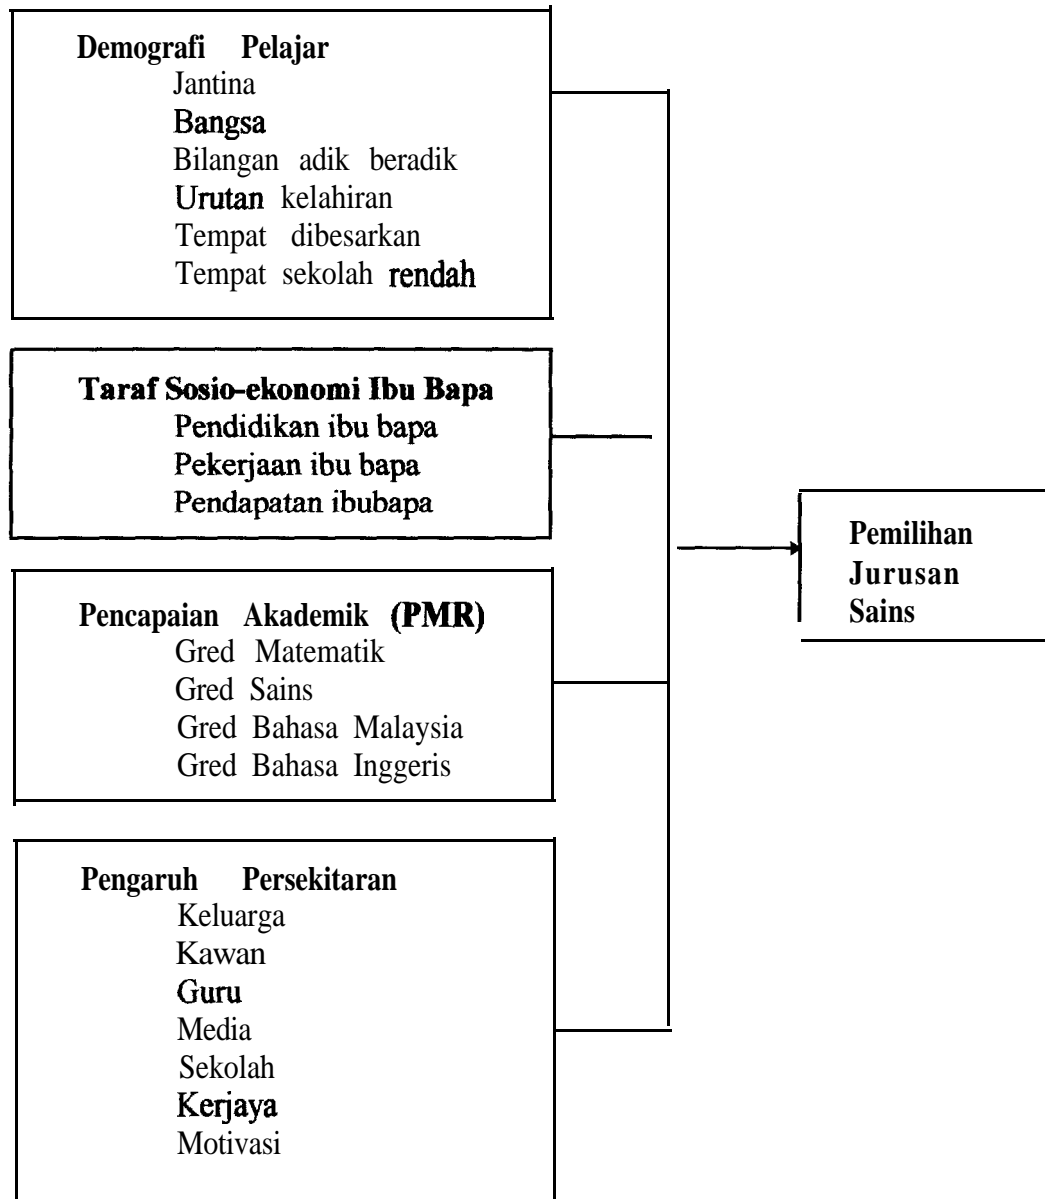 Demografi Pelajar
Jantina
Bangsa
Bilangan adik beradik
Urutan kelahiran
Tempat dibesarkan
Tempat sekolah rendah
Taraf Sosio-ekonomi Ibu Bapa
Pendidikan ibu bapa
Pekerjaan ibu bapa
Pendapatan ibubapa
Pencapaian Akademik (PMR)
Gred Matematik
Gred Sains
Gred Bahasa Malaysia
Gred Bahasa Inggeris
Pengaruh Persekitaran
Keluarga
Kawan
Guru
Media
Sekolah
Kerjaya
Motivasi
Pemilihan
Jurusan
Sains